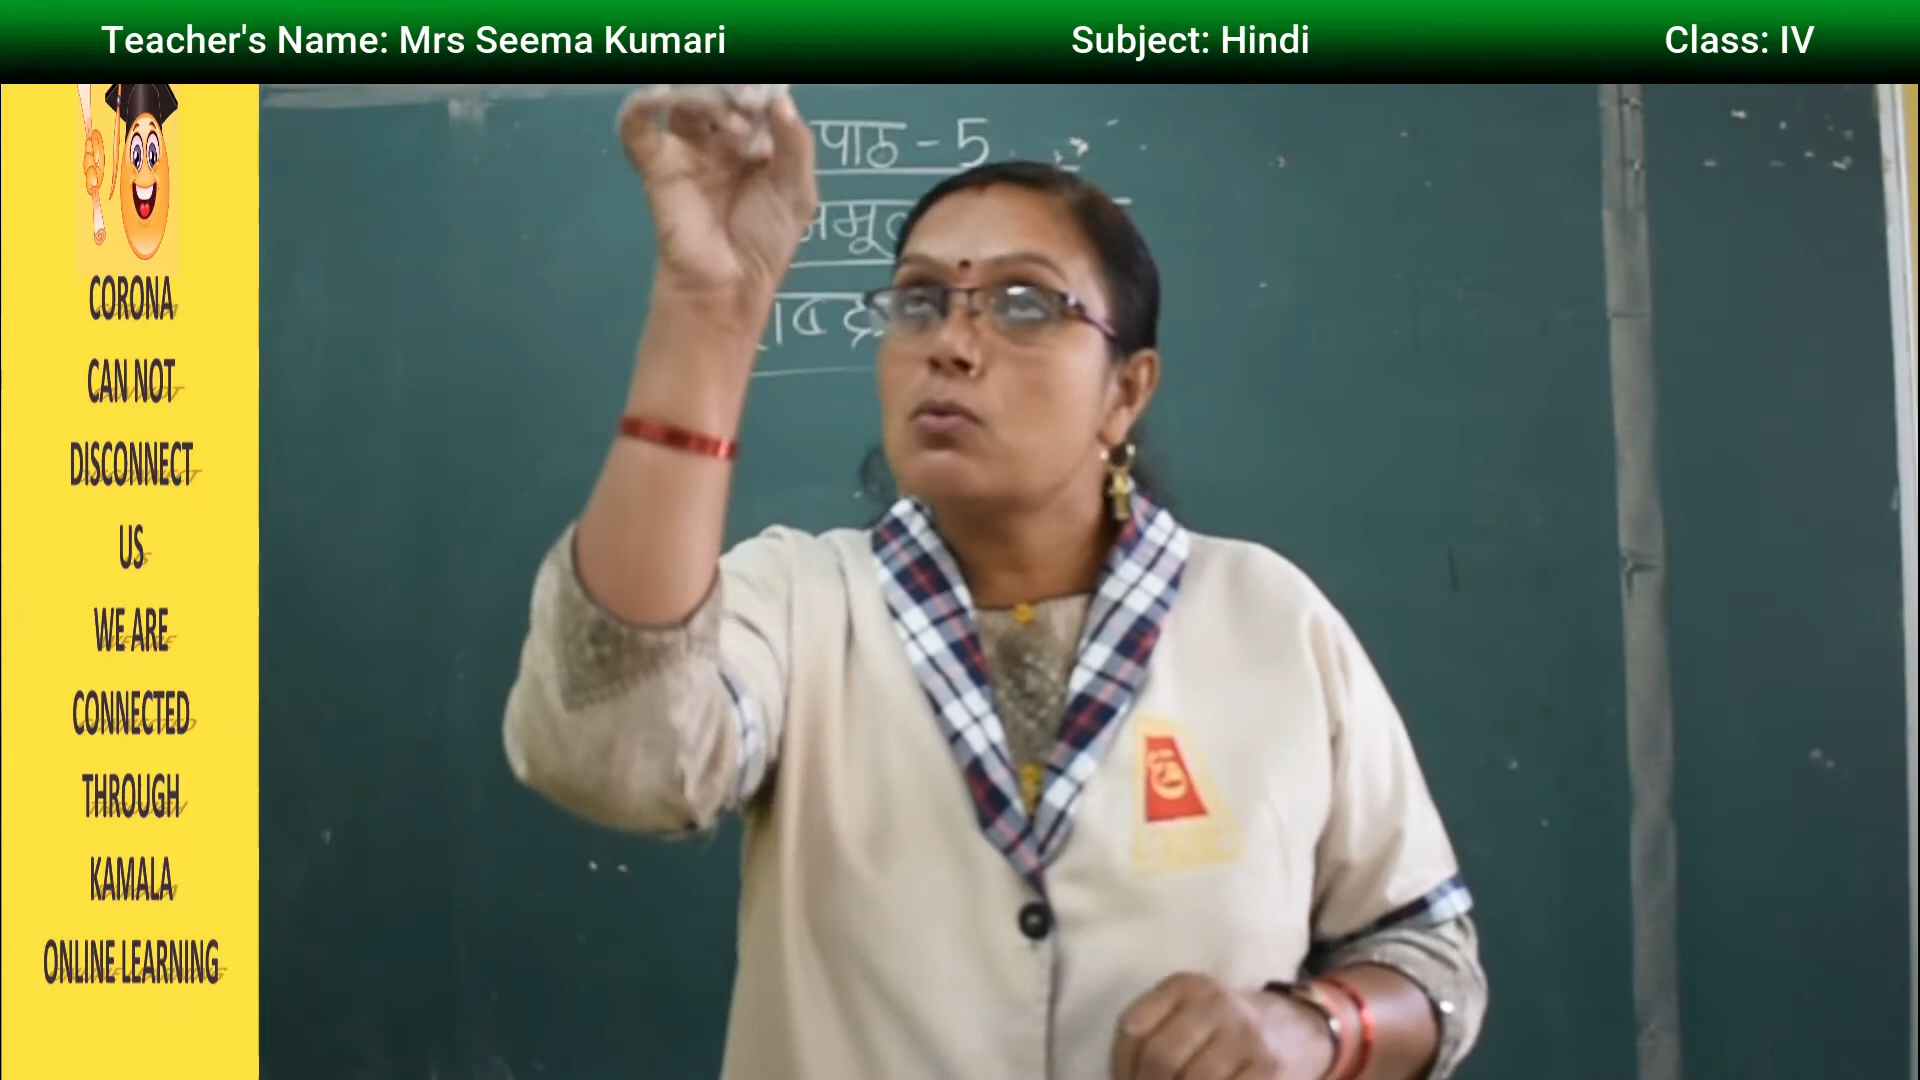 Teacher's Name: Mrs Seema Kumari Subject: Hindi Class: IV
CORONA
CAN NOT
DISCONNECT
US
WE ARE
CONNECTED
THROUGH
KAMALA
ONLINE LEARNING
पाठ - 5